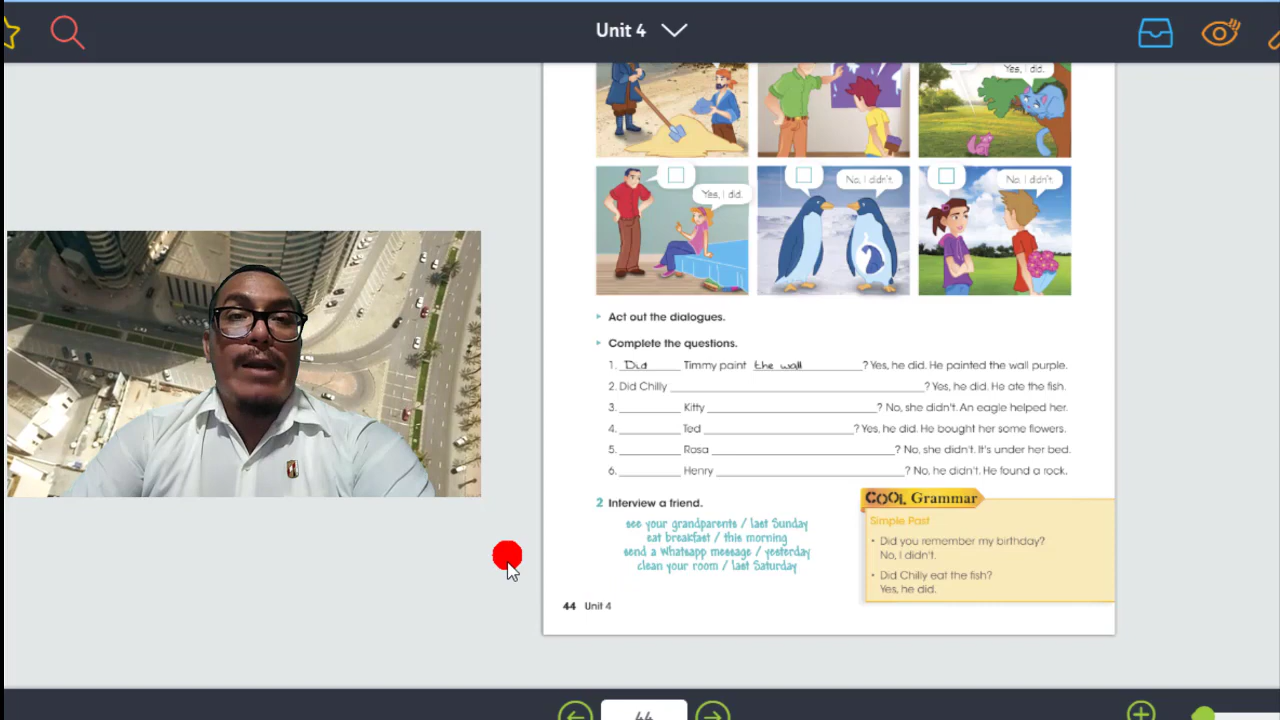 Unit 4
Yes, I did.
Yes, I did.
No, I didn't.
No, I didn't.
Act out the dialogues.
Complete the questions.
1. Did Timmy paint the wall ? Yes, he did. He painted the wall purple.
2. Did Chilly ? Yes, he did. He ate the fish.
3. Kitty ? No, she didn't. An eagle helped her.
4. Ted ? Yes, he did. He bought her some flowers.
5. Rosa ? No, she didn't. It's under her bed.
6. Henry ? No, he didn't. He found a rock.
2 Interview a friend.
see your grandparents / last Sunday
eat breakfast / this morning
send a Whatsapp message / yesterday
clean your room / last Saturday
COOL Grammar
Simple Past
• Did you remember my birthday?
No, I didn't.
• Did Chilly eat the fish?
Yes, he did.
44 Unit 4
44